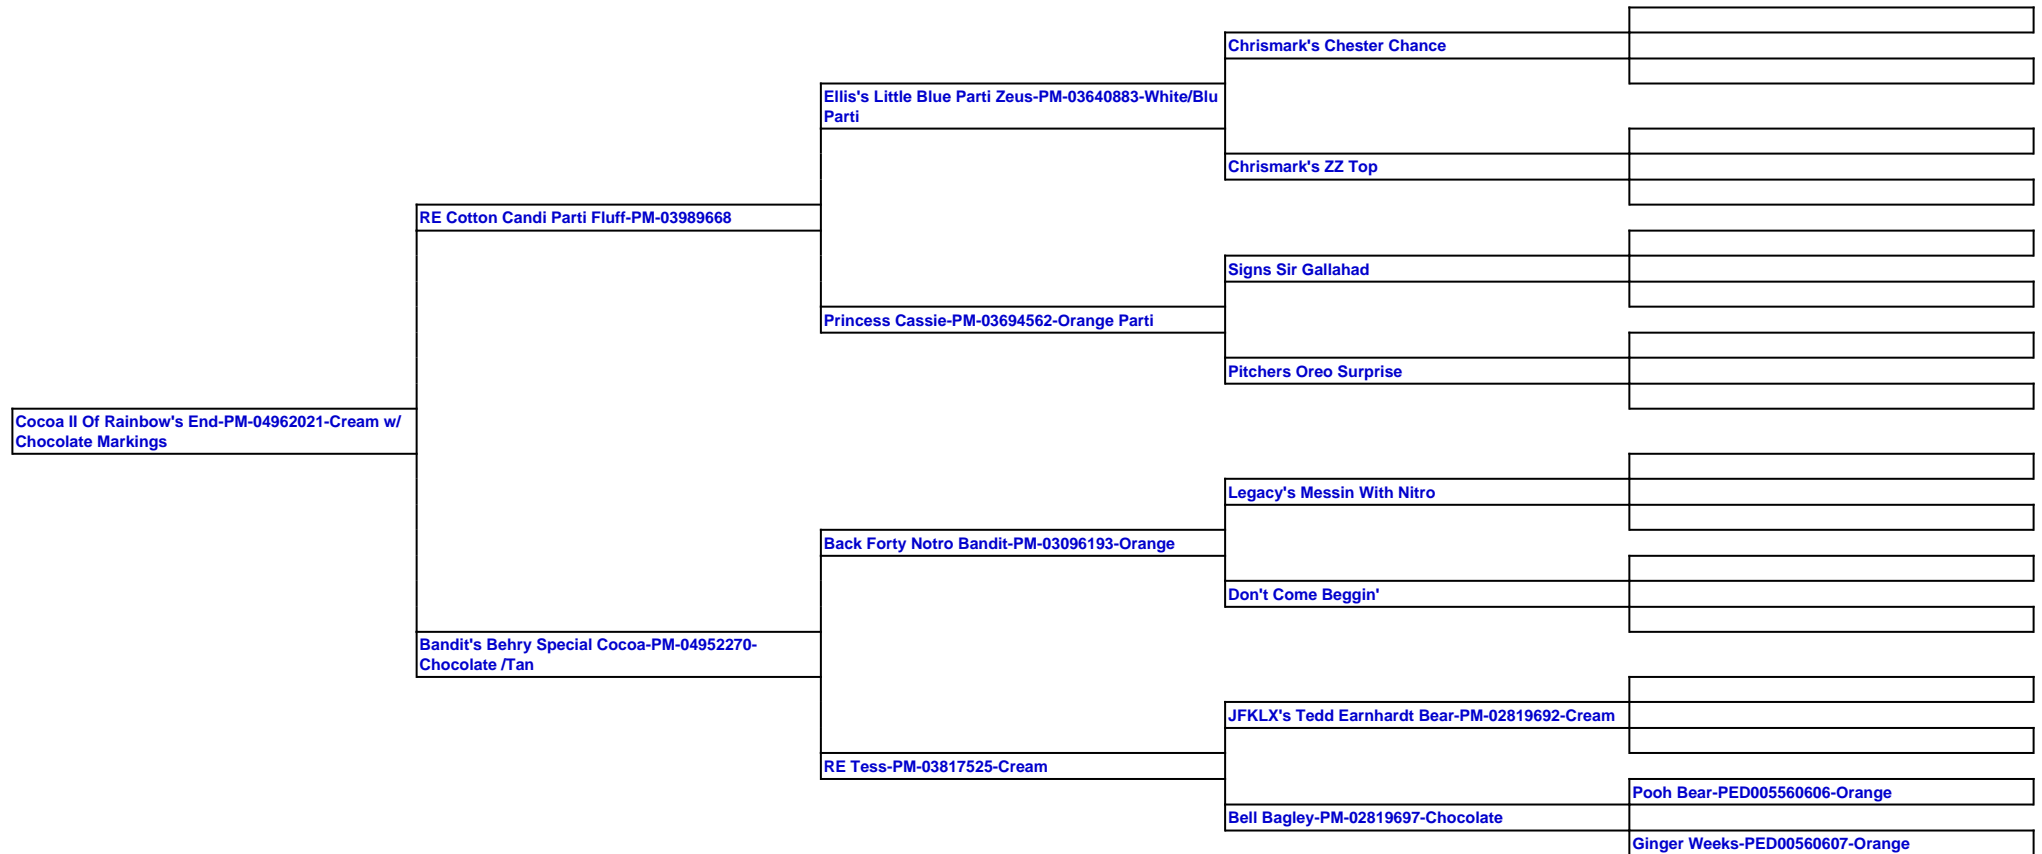 Chrismark's Chester Chance
Ellis's Little Blue Parti Zeus-PM-03640883-White/Blu
Parti
Chrismark's ZZ Top
RE Cotton Candi Parti Fluff-PM-03989668
Signs Sir Gallahad
Princess Cassie-PM-03694562-Orange Parti
Pitchers Oreo Surprise
Cocoa II Of Rainbow's End-PM-04962021-Cream w/
Chocolate Markings
Legacy's Messin With Nitro
Back Forty Notro Bandit-PM-03096193-Orange
Don't Come Beggin'
Bandit's Behry Special Cocoa-PM-04952270-
Chocolate /Tan
JFKLX's Tedd Earnhardt Bear-PM-02819692-Cream
RE Tess-PM-03817525-Cream
Pooh Bear-PED005560606-Orange
Bell Bagley-PM-02819697-Chocolate
Ginger Weeks-PED00560607-Orange